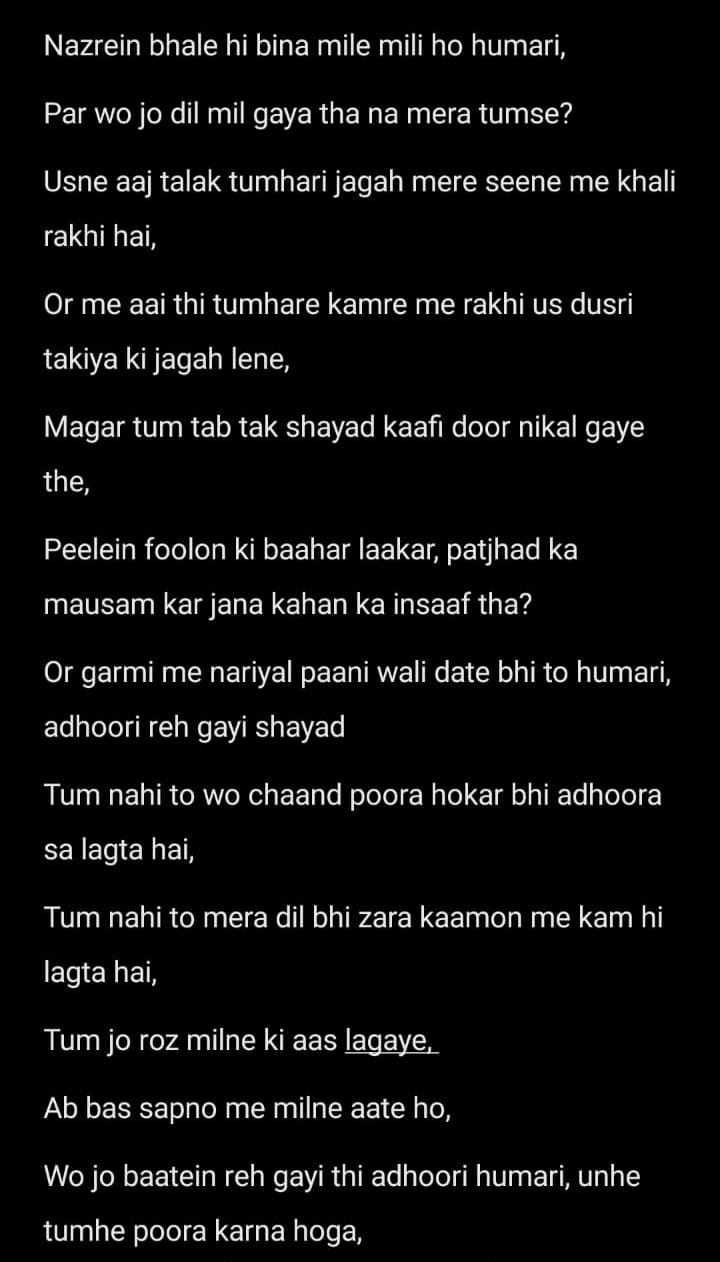 Nazrein bhale hi bina mile mili ho humari,
Par wo jo dil mil gaya tha na mera tumse?
Usne aaj talak tumhari jagah mere seene me khali
rakhi hai,
Or me aai thi tumhare kamre me rakhi us dusri
takiya ki jagah lene,
Magar tum tab tak shayad kaafi door nikal gaye
the,
Peelein foolon ki baahar laakar, patjhad ka
mausam kar jana kahan ka insaaf tha?
Or garmi me nariyal paani wali date bhi to humari,
adhoori reh gayi shayad
Tum nahi to wo chaand poora hokar bhi adhoora
sa lagta hai,
Tum nahi to mera dil bhi zara kaamon me kam hi
lagta hai,
Tum jo roz milne ki aas lagaye,
Ab bas sapno me milne aate ho,
Wo jo baatein reh gayi thi adhoori humari, unhe
tumhe poora karna hoga,